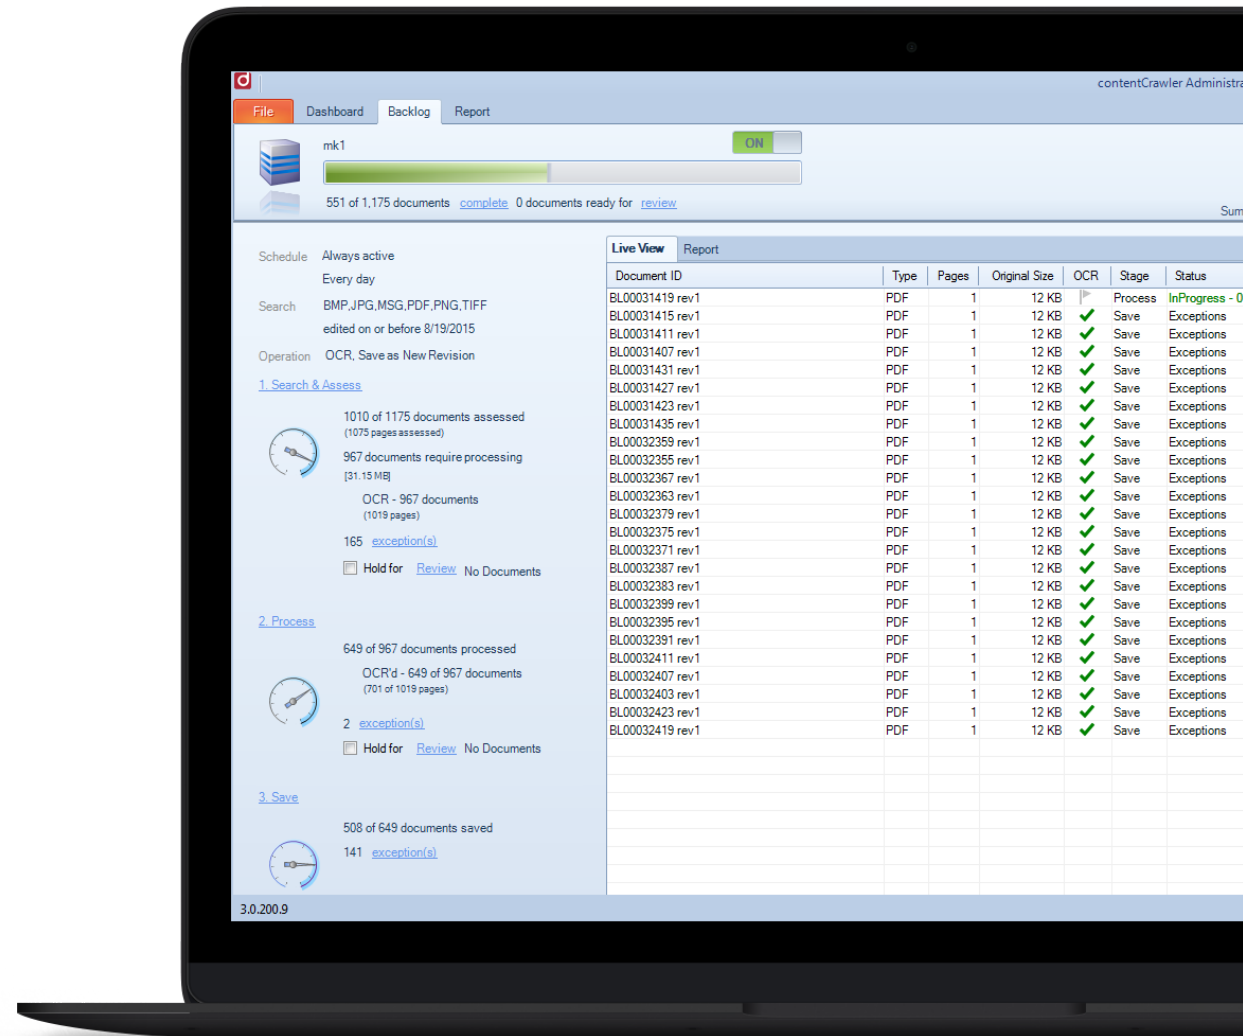 contentCrawler Administra
File Dashboard Backlog Report
mk1
ON
551 of 1,175 documents complete 0 documents ready for review
Sum
Schedule Always active
Every day
Search BMP,JPG,MSG,PDF,PNG,TIFF
edited on or before 8/19/2015
Operation OCR, Save as New Revision
1. Search & Assess
1010 of 1175 documents assessed
(1075 pages assessed)
967 documents require processing
[31.15 MB]
OCR - 967 documents
(1019 pages)
165 exception(s)
Hold for Review No Documents
2. Process
649 of 967 documents processed
OCR'd - 649 of 967 documents
(701 of 1019 pages)
2 exception(s)
Hold for Review No Documents
3. Save
508 of 649 documents saved
141 exception(s)
Live View Report
Document ID Type Pages Original Size OCR Stage Status
BL00031419 rev1 PDF 1 12 KB Process InProgress - 0
BL00031415 rev1 PDF 1 12 KB Save Exceptions
BL00031411 rev1 PDF 1 12 KB Save Exceptions
BL00031407 rev1 PDF 1 12 KB Save Exceptions
BL00031431 rev1 PDF 1 12 KB Save Exceptions
BL00031427 rev1 PDF 1 12 KB Save Exceptions
BL00031423 rev1 PDF 1 12 KB Save Exceptions
BL00031435 rev1 PDF 1 12 KB Save Exceptions
BL00032359 rev1 PDF 1 12 KB Save Exceptions
BL00032355 rev1 PDF 1 12 KB Save Exceptions
BL00032367 rev1 PDF 1 12 KB Save Exceptions
BL00032363 rev1 PDF 1 12 KB Save Exceptions
BL00032379 rev1 PDF 1 12 KB Save Exceptions
BL00032375 rev1 PDF 1 12 KB Save Exceptions
BL00032371 rev1 PDF 1 12 KB Save Exceptions
BL00032387 rev1 PDF 1 12 KB Save Exceptions
BL00032383 rev1 PDF 1 12 KB Save Exceptions
BL00032399 rev1 PDF 1 12 KB Save Exceptions
BL00032395 rev1 PDF 1 12 KB Save Exceptions
BL00032391 rev1 PDF 1 12 KB Save Exceptions
BL00032411 rev1 PDF 1 12 KB Save Exceptions
BL00032407 rev1 PDF 1 12 KB Save Exceptions
BL00032403 rev1 PDF 1 12 KB Save Exceptions
BL00032423 rev1 PDF 1 12 KB Save Exceptions
BL00032419 rev1 PDF 1 12 KB Save Exceptions
3.0.200.9